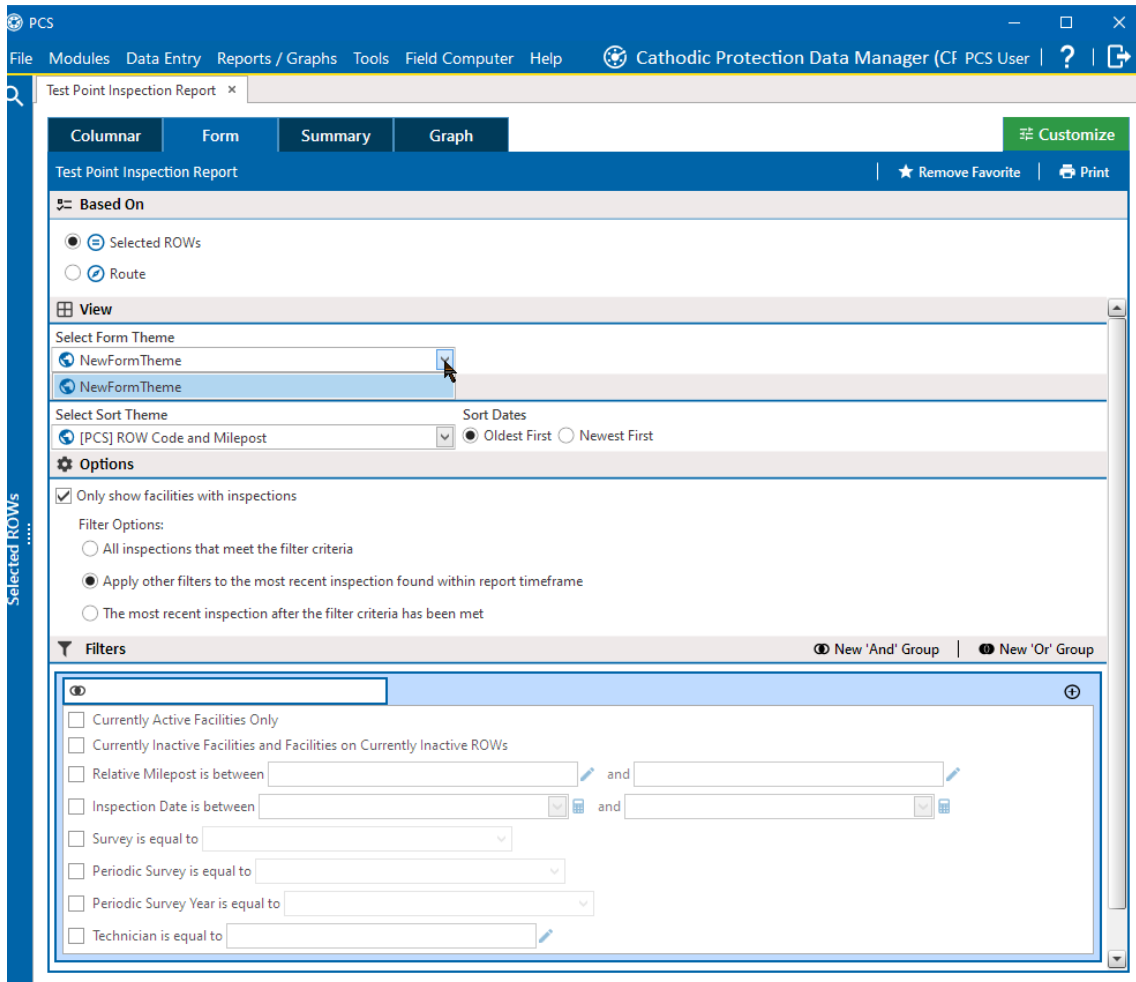 PCS
File Modules Data Entry Reports / Graphs Tools Field Computer Help Cathodic Protection Data Manager (CF PCS User | ? |
Test Point Inspection Report ×
Columnar Form Summary Graph Customize
Test Point Inspection Report | Remove Favorite | Print
Based On
Selected ROWs
Route
View
Select Form Theme
NewFormTheme
NewFormTheme
Select Sort Theme Sort Dates
[PCS] ROW Code and Milepost Oldest First Newest First
Options
Only show facilities with inspections
Filter Options:
All inspections that meet the filter criteria
Apply other filters to the most recent inspection found within report timeframe
The most recent inspection after the filter criteria has been met
Selected ROWs
Filters New 'And' Group | New 'Or' Group
Currently Active Facilities Only
Currently Inactive Facilities and Facilities on Currently Inactive ROWs
Relative Milepost is between and
Inspection Date is between and
Survey is equal to
Periodic Survey is equal to
Periodic Survey Year is equal to
Technician is equal to